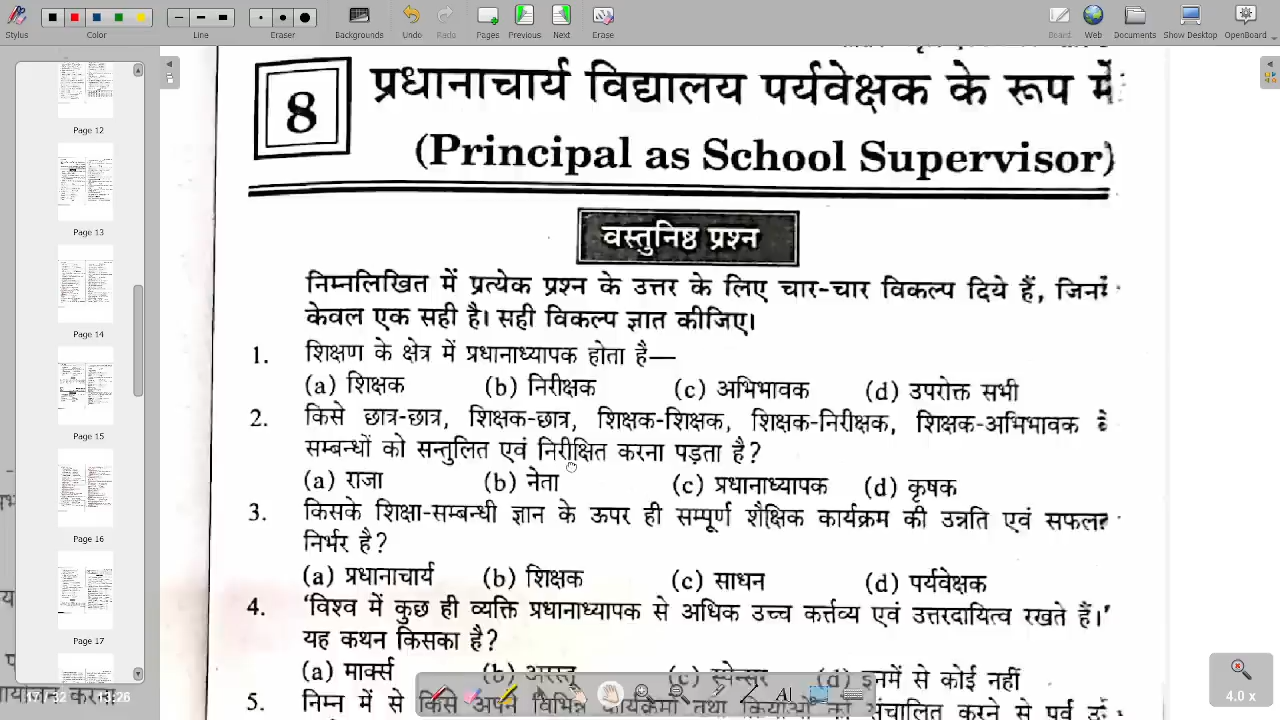 Stylus
Color
Line
Eraser
Backgrounds
Undo
Redo
Pages
Previous
Next
Erase
Board
Web
Documents
Show Desktop
OpenBoard
Page 12
Page 13
Page 14
Page 15
Page 16
Page 17
8
प्रधानाचार्य विद्यालय पर्यवेक्षक के रूप में
(Principal as School Supervisor)
वस्तुनिष्ठ प्रश्न
निम्नलिखित में प्रत्येक प्रश्न के उत्तर के लिए चार-चार विकल्प दिये हैं,
केवल एक सही है। सही विकल्प ज्ञात कीजिए।
1. शिक्षण के क्षेत्र में प्रधानाध्यापक होता है—
(a) शिक्षक (b) निरीक्षक (c) अभिभावक (d) उपरोक्त सभी
2. किसे छात्र-छात्र, शिक्षक-छात्र, शिक्षक-शिक्षक, शिक्षक-निरीक्षक, शिक्षक-अभिभावक
सम्बन्धों को सन्तुलित एवं निरीक्षित करना पड़ता है?
(a) राजा (b) नेता (c) प्रधानाध्यापक (d) कृषक
3. किसके शिक्षा-सम्बन्धी ज्ञान के ऊपर ही सम्पूर्ण शैक्षिक कार्यक्रम की उन्नति एवं
निर्भर है?
(a) प्रधानाचार्य (b) शिक्षक (c) साधन (d) पर्यवेक्षक
4. 'विश्व में कुछ ही व्यक्ति प्रधानाध्यापक से अधिक उच्च कर्त्तव्य एवं उत्तरदायित्व रखते हैं।'
यह कथन किसका है?
(a) मार्क्स (b) अरस्तू (c) स्पेन्सर (d) इनमें से कोई नहीं
5. निम्न में से किसे अपने विभिन्न कार्यक्रमों तथा क्रियाओं को संचालित करने से पूर्व
17 / 32
13:26
4.0 x